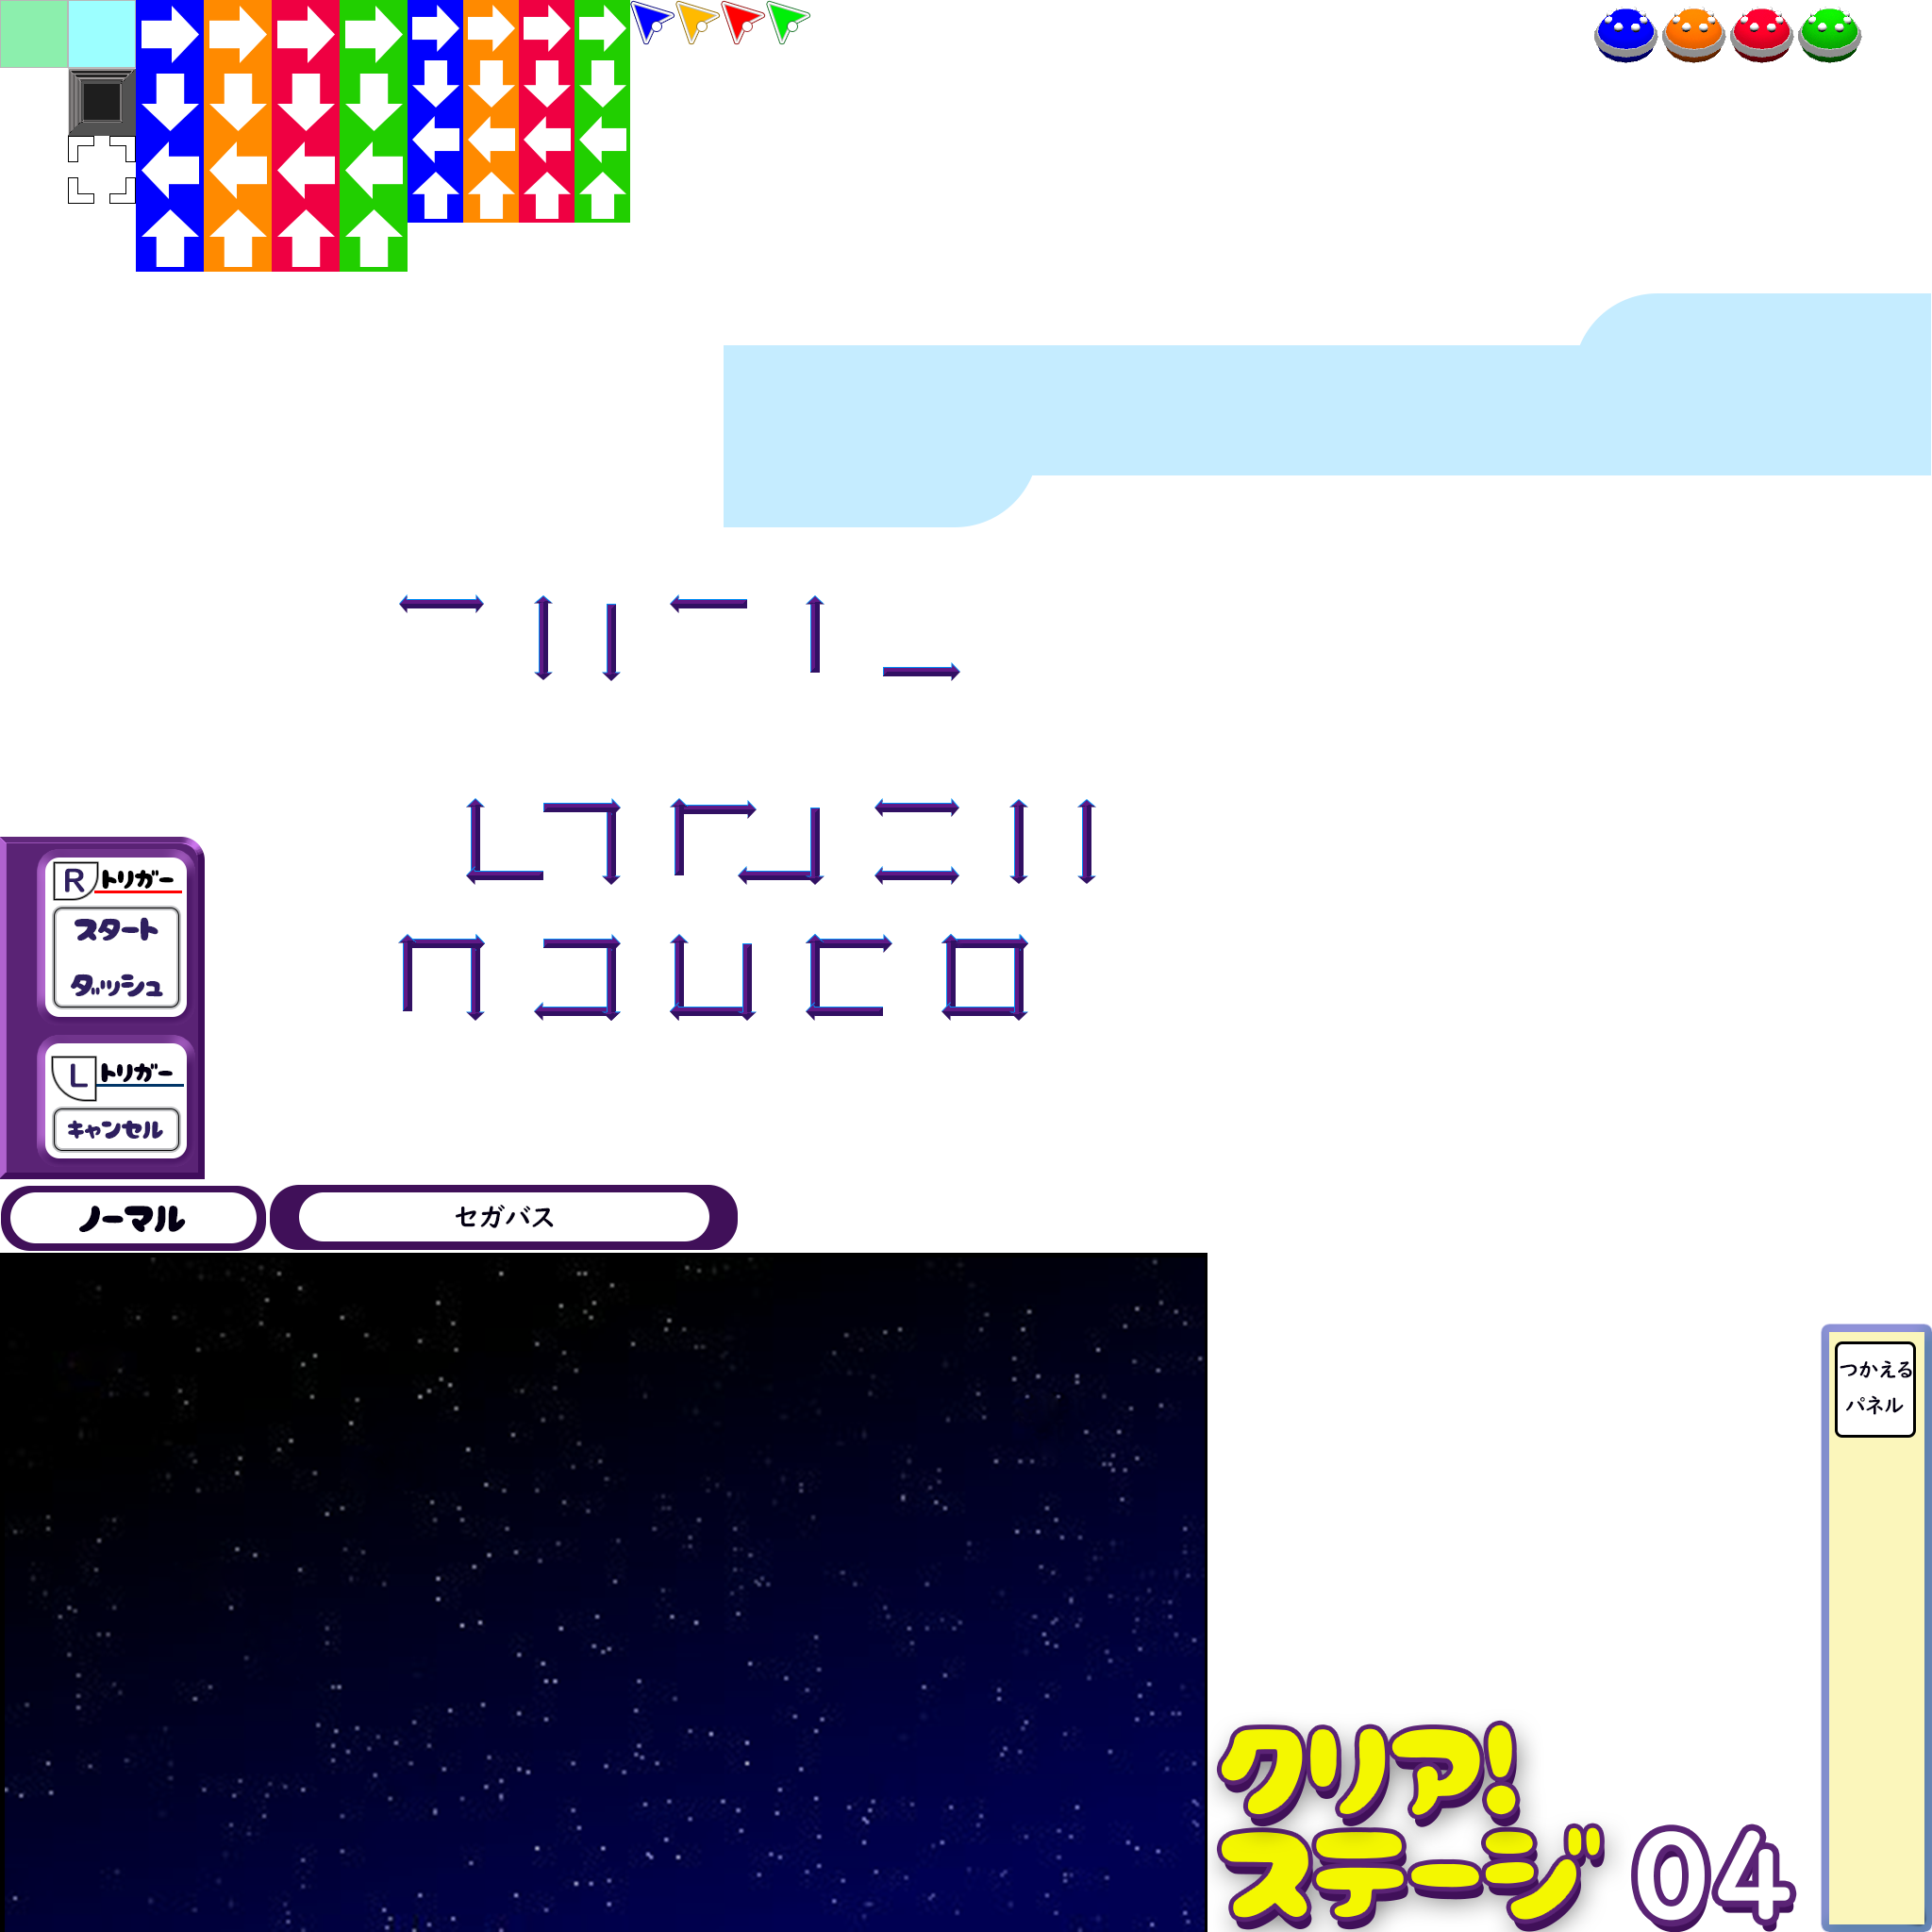 R トリガー
スタート
ダッシュ
L トリガー
キャンセル
ノーマル
セガバス
つかえる
パネル
クリア!
ステージ 04